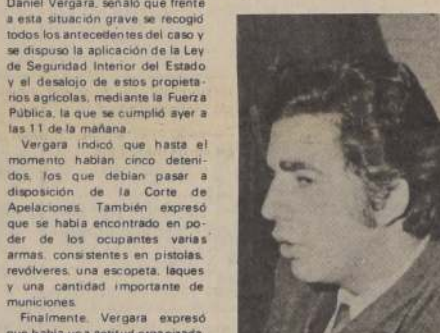 Daniel Vergara, señaló que frente
a esta situación grave se recogió
todos los antecedentes del caso y
se dispuso la aplicación de la Ley
de Seguridad Interior del Estado
y el desalojo de estos propieta-
rios agrícolas, mediante la Fuerza
Pública, la que se cumplió ayer a
las 11 de la mañana.
Vergara indicó que hasta el
momento habían cinco deteni-
dos, los que debían pasar a
disposición de la Corte de
Apelaciones. También expresó
que se había encontrado en po-
der de los ocupantes varias
armas, consistentes en pistolas,
revólveres, una escopeta, laques
y una cantidad importante de
municiones.
Finalmente, Vergara expresó
que había una actitud organizada